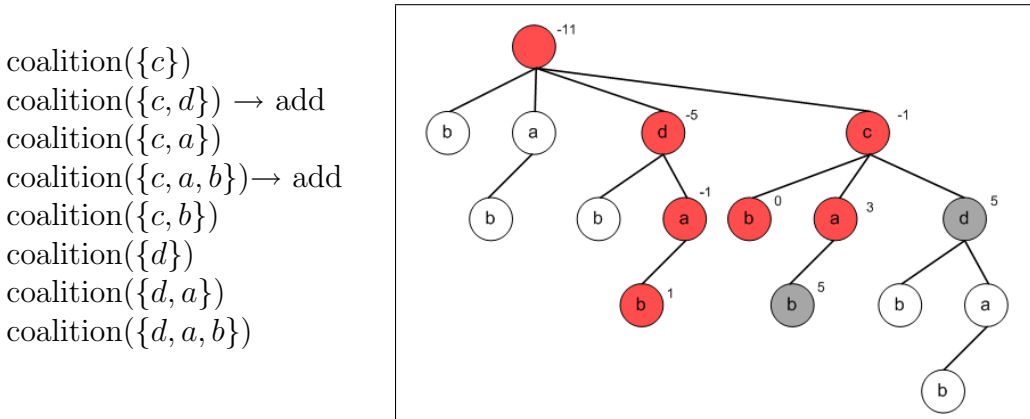 coalition({c})
coalition({c, d}) → add
coalition({c, a})
coalition({c, a, b})→ add
coalition({c, b})
coalition({d})
coalition({d, a})
coalition({d, a, b})
-11
b a d -5 c -1
b b a -1 b 0 a 3 d 5
b 1 b 5 b a
b